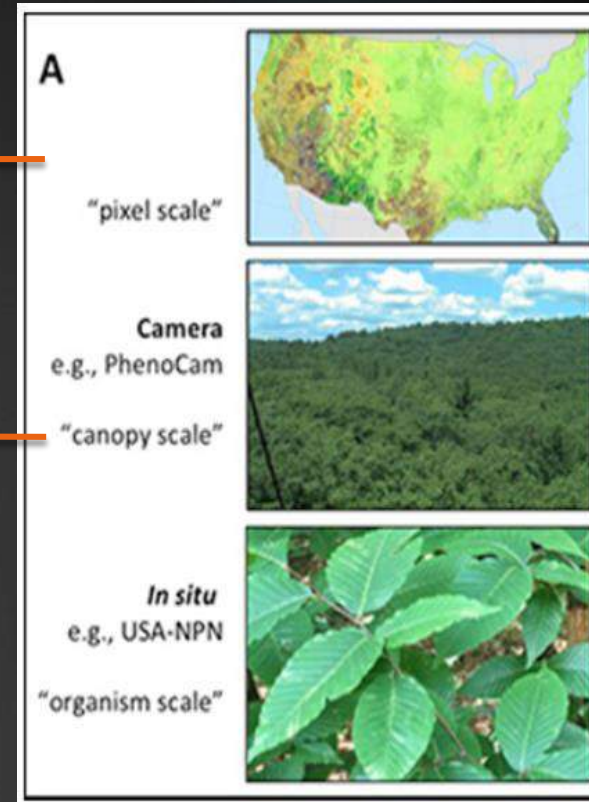 A
“pixel scale”
Camera
e.g., PhenoCam
“canopy scale”
In situ
e.g., USA-NPN
“organism scale”